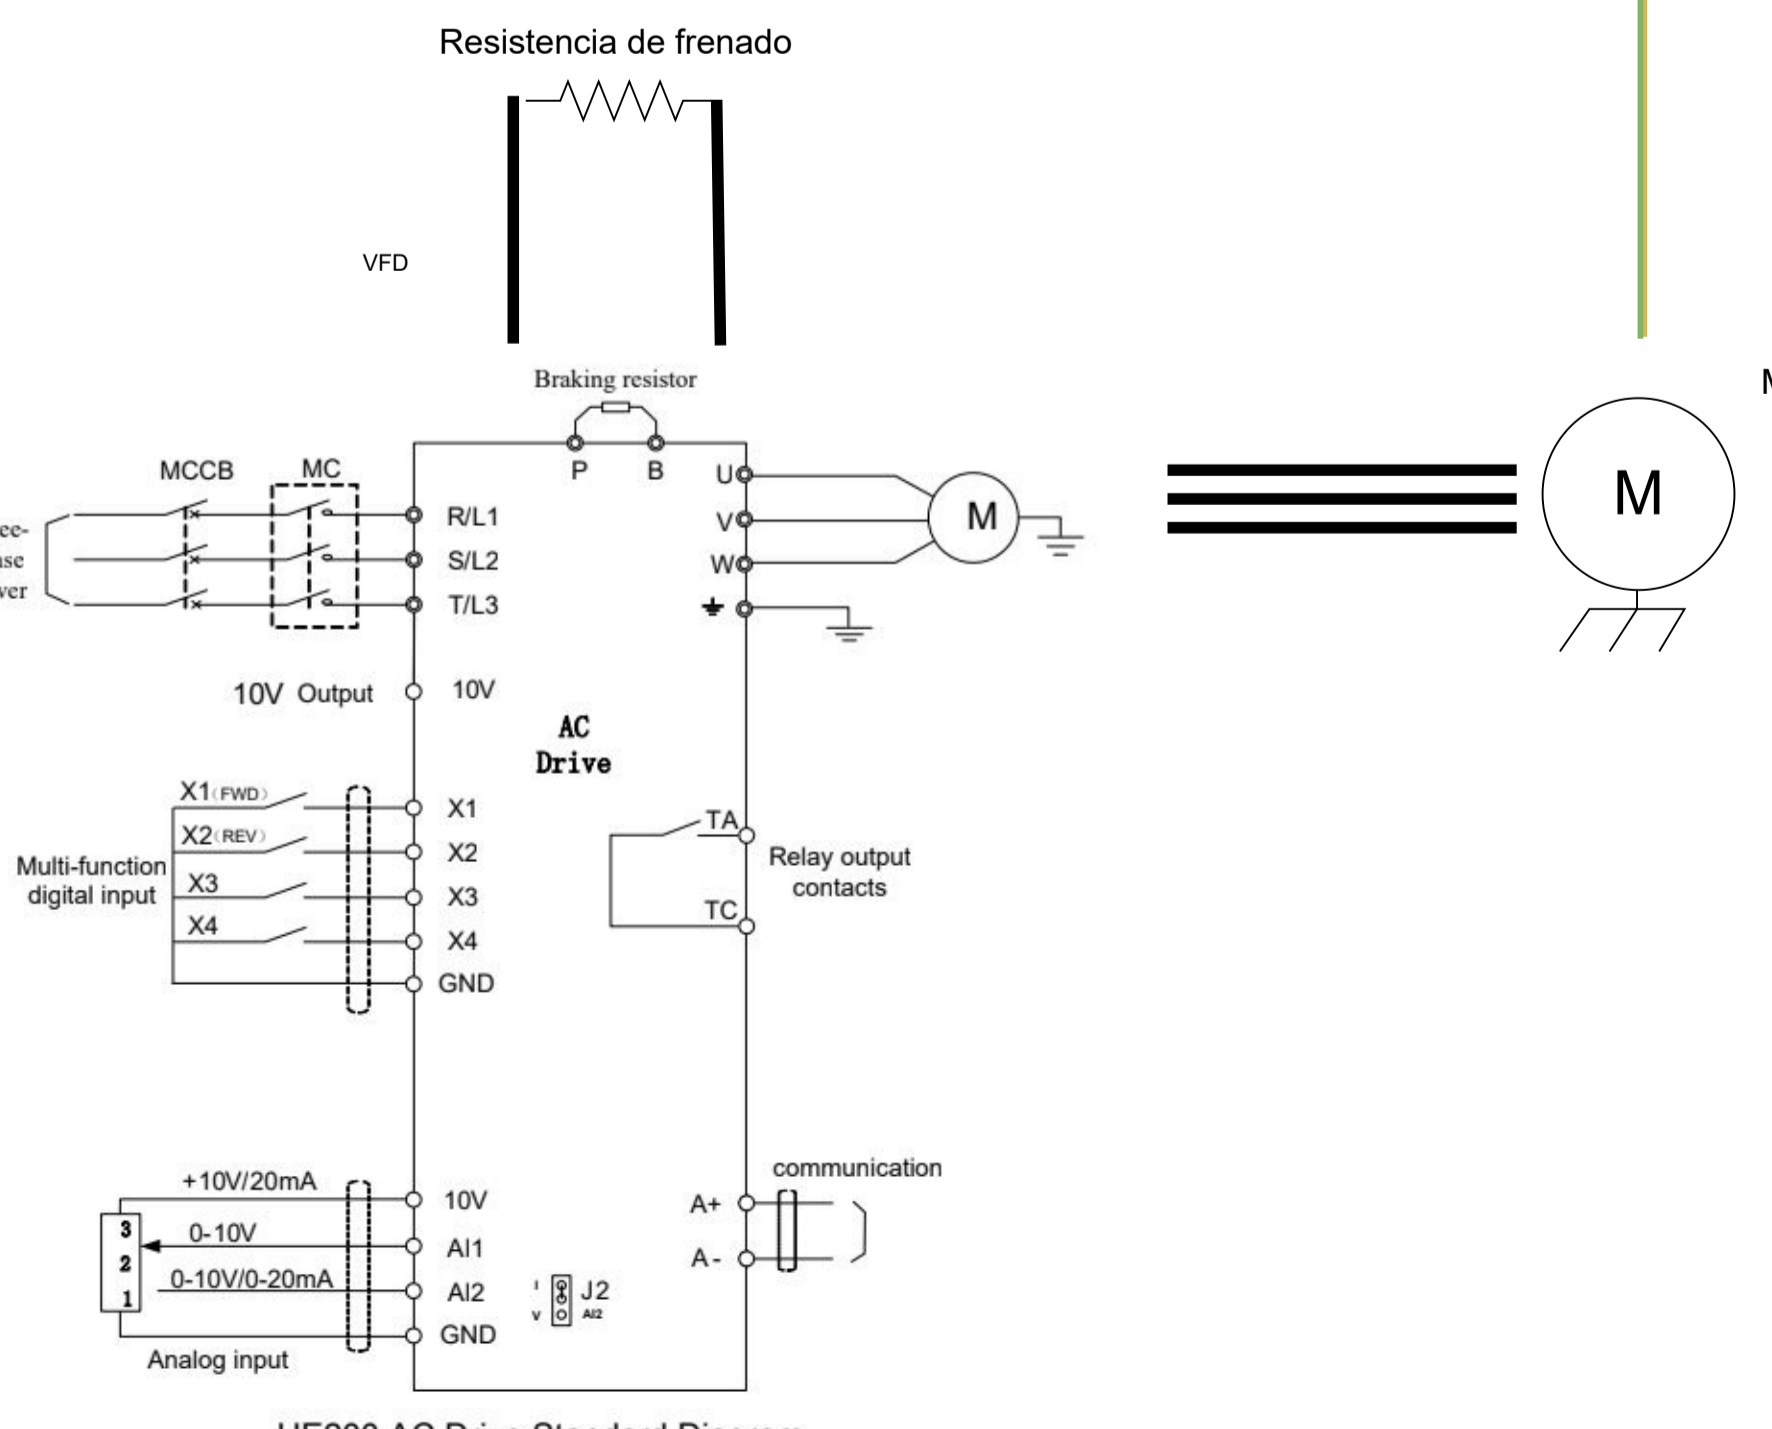 Resistencia de frenado
VFD
Braking resistor
P B
MCCB MC
R/L1
S/L2
T/L3
U
V
W
M
M
10V Output 10V
AC
Drive
X1(FWD) X1
X2(REV) X2
X3 X3
X4 X4
GND
Multi-function
digital input
TA
TC
Relay output
contacts
communication
A+
A-
+10V/20mA 10V
0-10V AI1
0-10V/0-20mA AI2
GND
3
2
1
Analog input
I
V
J2
AI2